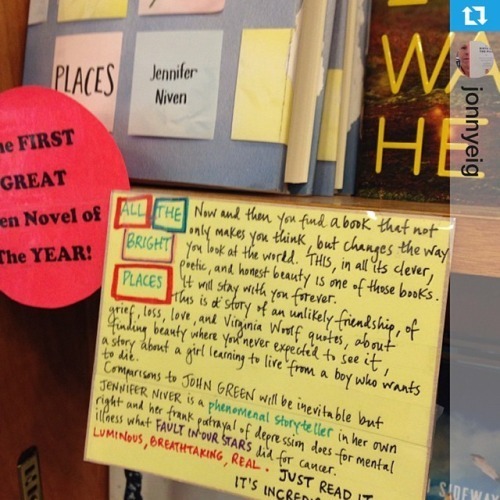 PLACES
Jennifer
Niven
WA
HE
jonnyeig
he FIRST
GREAT
en Novel of
The YEAR!
ALL THE
BRIGHT
PLACES
Now and then you find a book that not
only makes you think, but changes the way
you look at the world. THIS, in all its clever,
poetic, and honest beauty is one of those books.
It will stay with you forever.
This is a story of an unlikely friendship, of
grief, loss, love, and Virginia Woolf quotes, about
finding beauty where you never expected to see it,
a story about a girl learning to live from a boy who wants
to die.
Comparisons to JOHN GREEN will be inevitable but
JENNIFER NIVER is a phenomenal storyteller in her own
right and her frank potrayal of depression does for mental
illness what FAULT IN OUR STARS did for cancer.
LUMINOUS, BREATHTAKING, REAL. JUST READ IT
IT'S INCREDI
SIDEWA